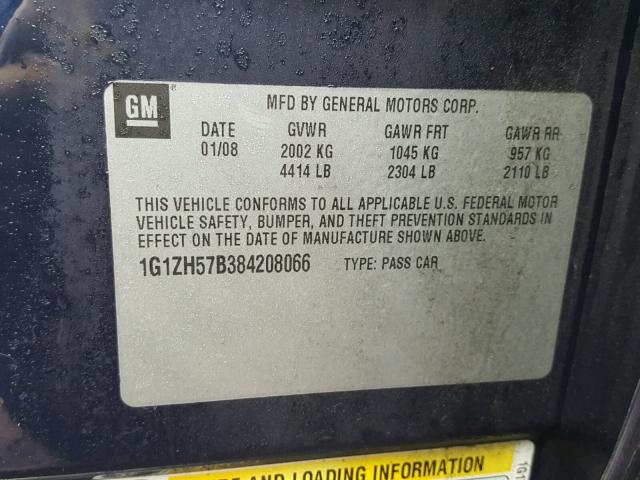 GM
MFD BY GENERAL MOTORS CORP.
DATE GVWR GAWR FRT GAWR RR
01/08 2002 KG 1045 KG 957 KG
4414 LB 2304 LB 2110 LB
THIS VEHICLE CONFORMS TO ALL APPLICABLE U.S. FEDERAL MOTOR
VEHICLE SAFETY, BUMPER, AND THEFT PREVENTION STANDARDS IN
EFFECT ON THE DATE OF MANUFACTURE SHOWN ABOVE.
1G1ZH57B384208066 TYPE: PASS CAR
AND LOADING INFORMATION